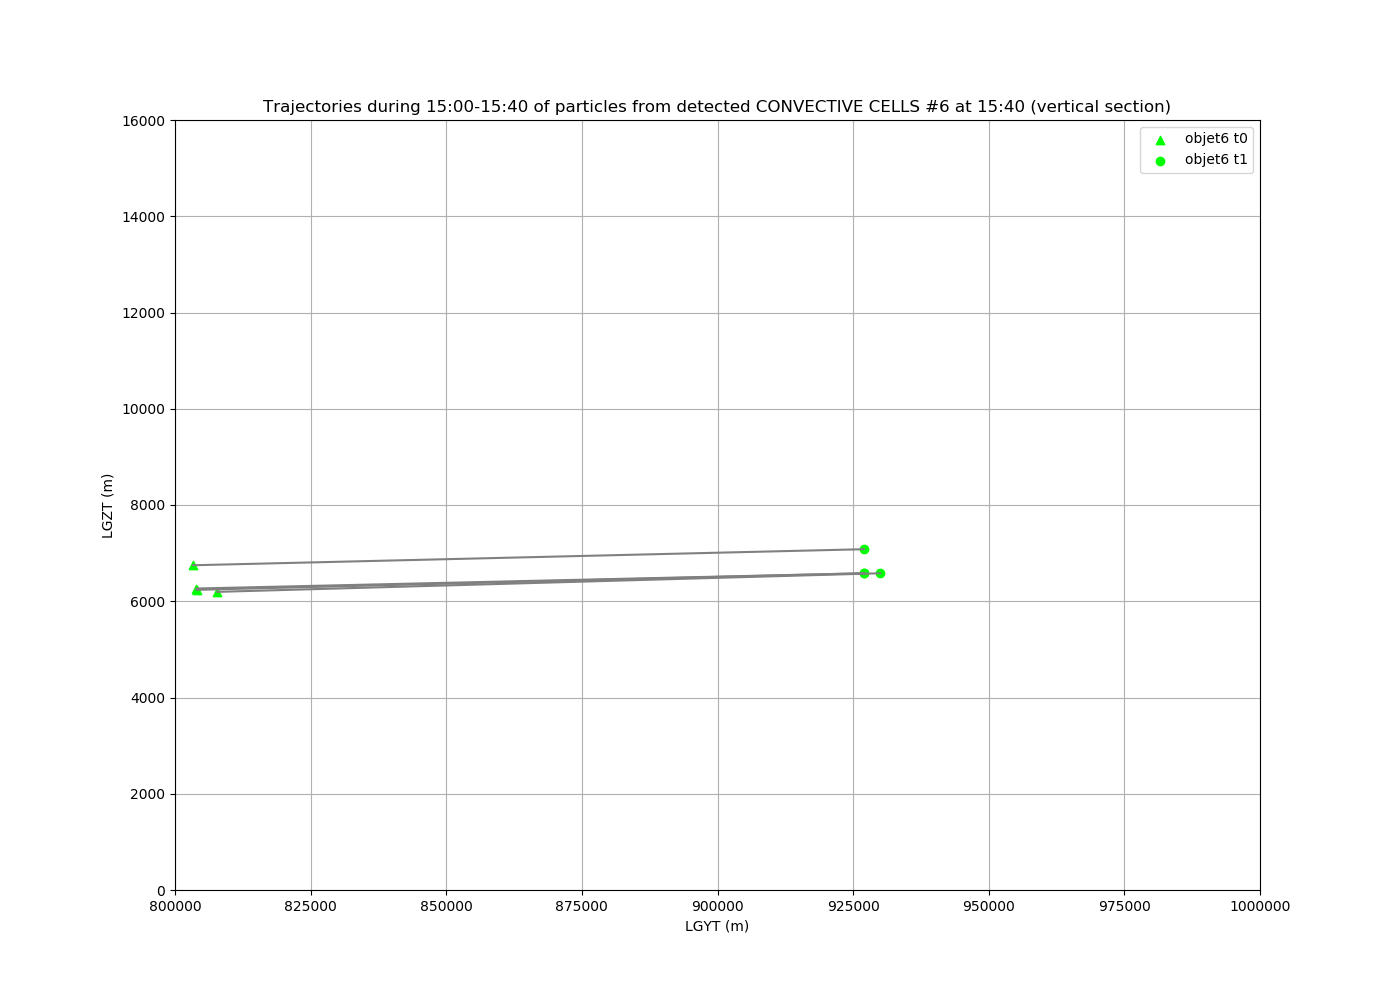 Trajectories during 15:00-15:40 of particles from detected CONVECTIVE CELLS #6 at 15:40 (vertical section)
objet6 t0
objet6 t1
16000
14000
12000
10000
8000
6000
4000
2000
0
LGZT (m)
800000 825000 850000 875000 900000 925000 950000 975000 1000000
LGYT (m)